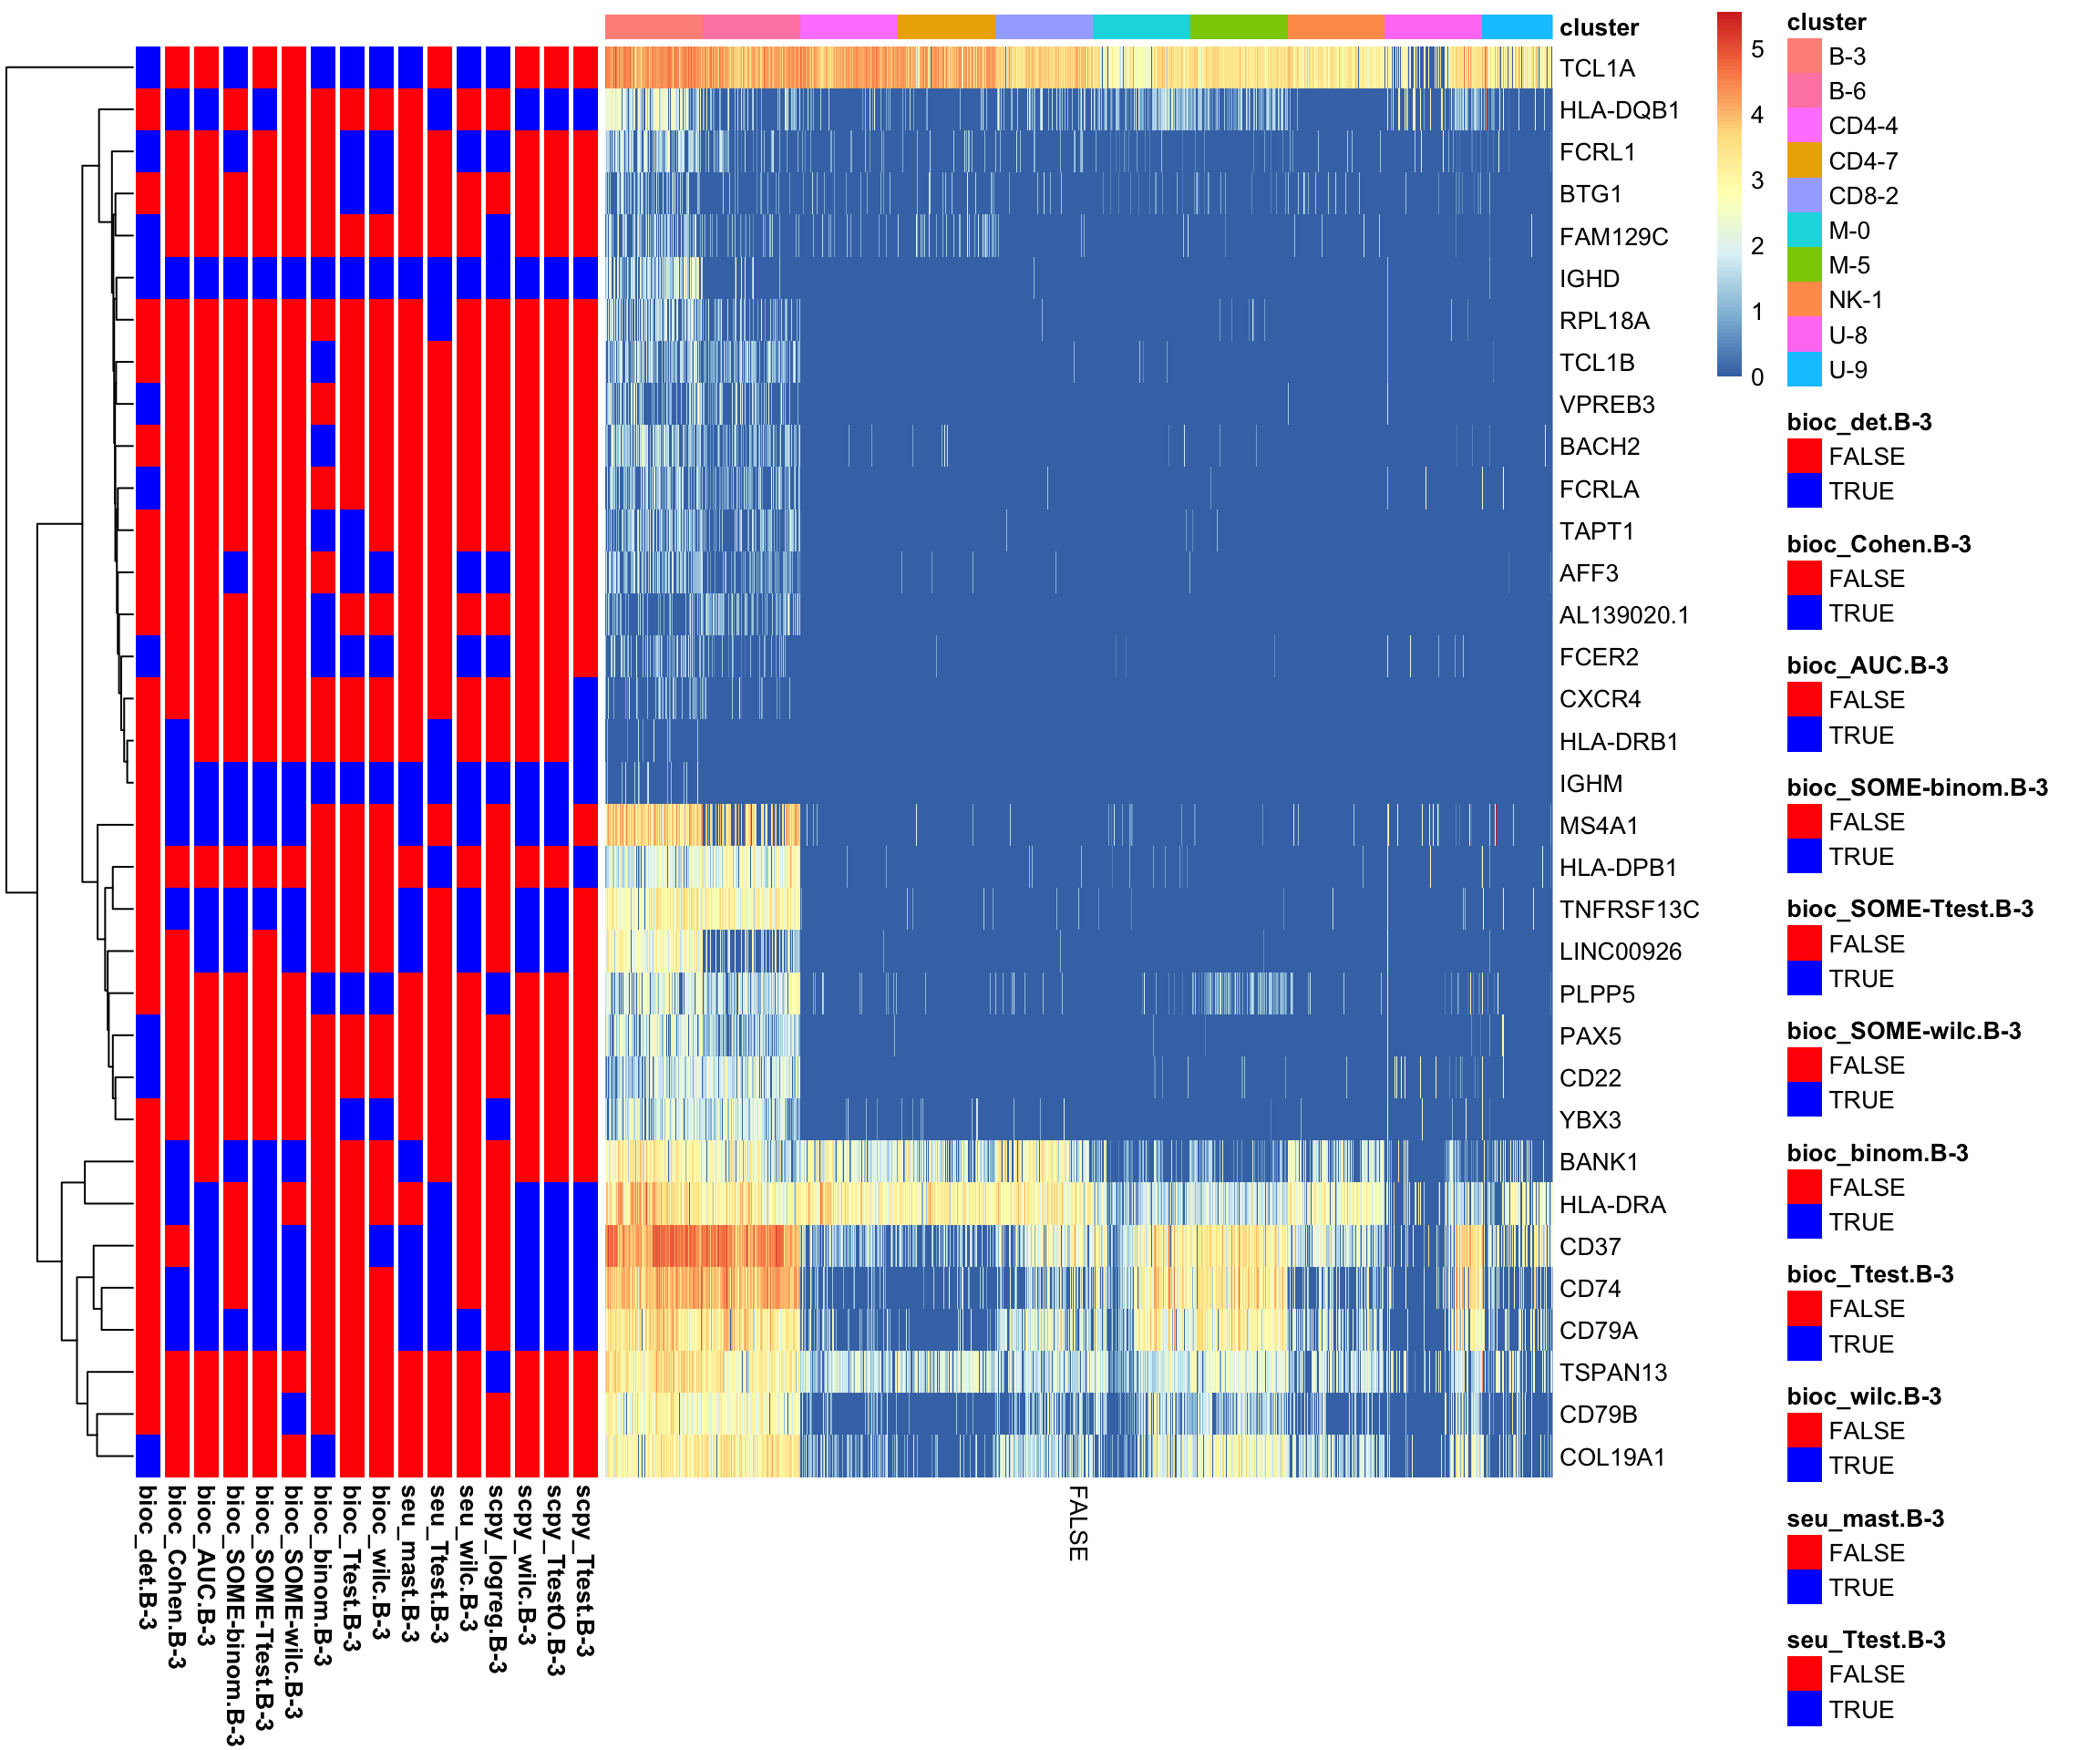 cluster
TCL1A
HLA-DQB1
FCRL1
BTG1
FAM129C
IGHD
RPL18A
TCL1B
VPREB3
BACH2
FCRLA
TAPT1
AFF3
AL139020.1
FCER2
CXCR4
HLA-DRB1
IGHM
MS4A1
HLA-DPB1
TNFRSF13C
LINC00926
PLPP5
PAX5
CD22
YBX3
BANK1
HLA-DRA
CD37
CD74
CD79A
TSPAN13
CD79B
COL19A1
bioc_det.B-3
bioc_Cohen.B-3
bioc_AUC.B-3
bioc_SOME-binom.B-3
bioc_SOME-Ttest.B-3
bioc_SOME-wilc.B-3
bioc_binom.B-3
bioc_Ttest.B-3
bioc_wilc.B-3
seu_mast.B-3
seu_Ttest.B-3
seu_wilc.B-3
scpy_logreg.B-3
scpy_wilc.B-3
scpy_TtestO.B-3
scpy_Ttest.B-3
FALSE
5
4
3
2
1
0
cluster
B-3
B-6
CD4-4
CD4-7
CD8-2
M-0
M-5
NK-1
U-8
U-9
bioc_det.B-3
FALSE
TRUE
bioc_Cohen.B-3
FALSE
TRUE
bioc_AUC.B-3
FALSE
TRUE
bioc_SOME-binom.B-3
FALSE
TRUE
bioc_SOME-Ttest.B-3
FALSE
TRUE
bioc_SOME-wilc.B-3
FALSE
TRUE
bioc_binom.B-3
FALSE
TRUE
bioc_Ttest.B-3
FALSE
TRUE
bioc_wilc.B-3
FALSE
TRUE
seu_mast.B-3
FALSE
TRUE
seu_Ttest.B-3
FALSE
TRUE